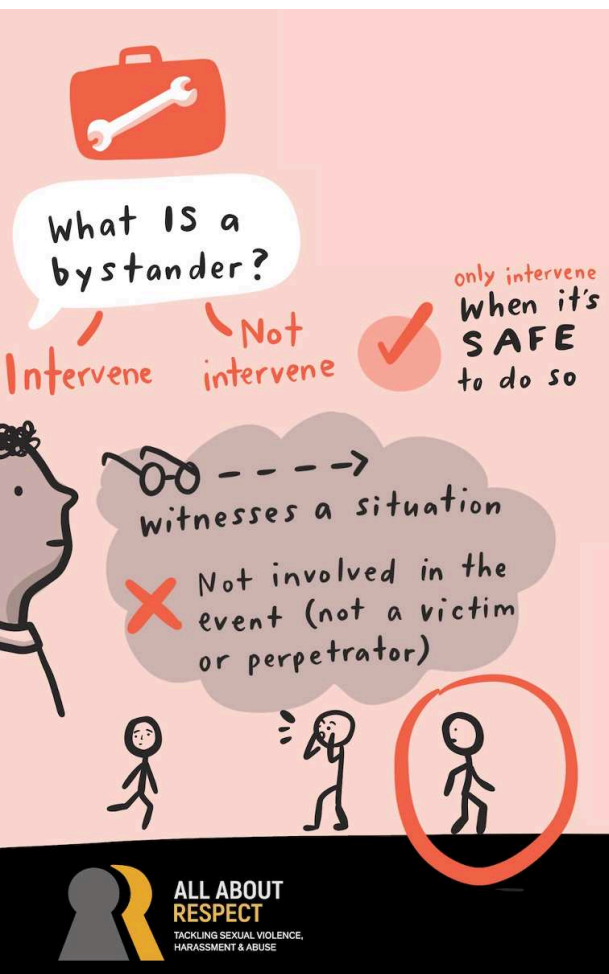 What IS a
bystander?
Intervene
Not
intervene
only intervene
when it's
SAFE
to do so
witnesses a situation
Not involved in the
event (not a victim
or perpetrator)
ALL ABOUT
RESPECT
TACKLING SEXUAL VIOLENCE,
HARASSMENT & ABUSE